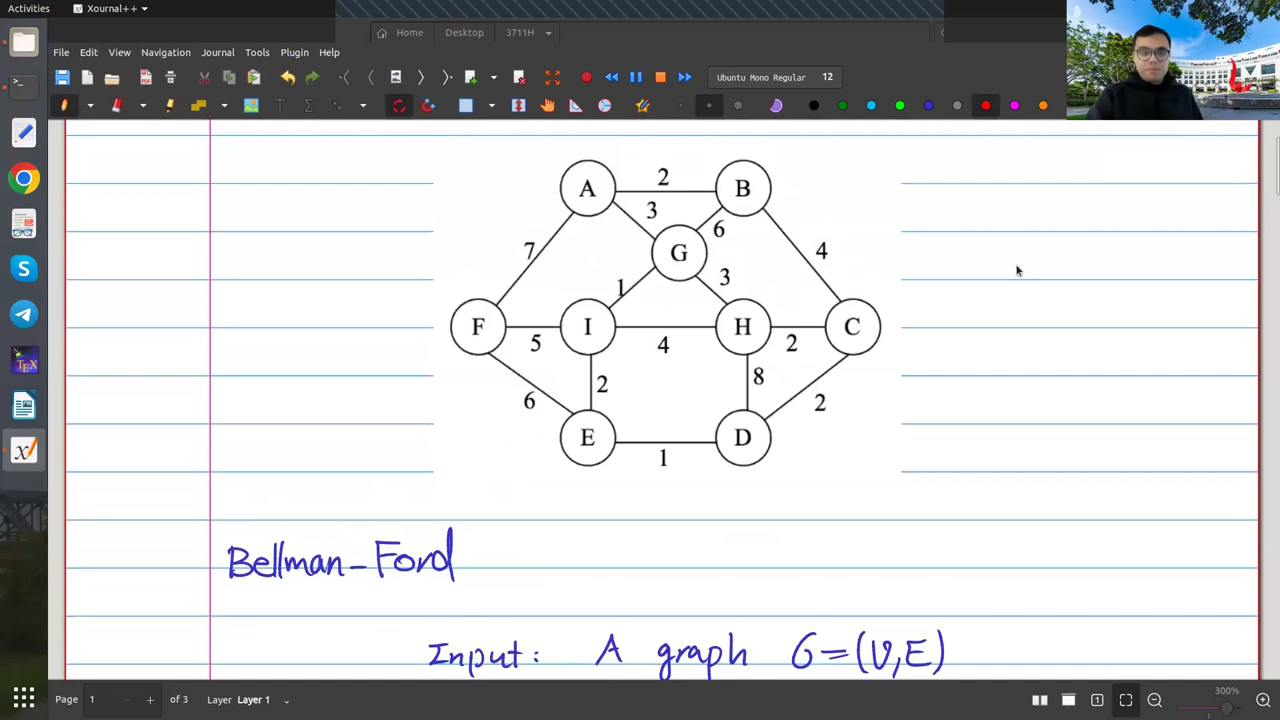 Activities Xournal++
Home Desktop 3711H
File Edit View Navigation Journal Tools Plugin Help
Ubuntu Mono Regular 12
A 2 B
3 6
7 G 4
1 3
F 5 I 4 H 2 C
6 2 8 2
E 1 D
Bellman-Ford
Input: A graph G=(V,E)
Page 1 of 3 Layer Layer 1 300%